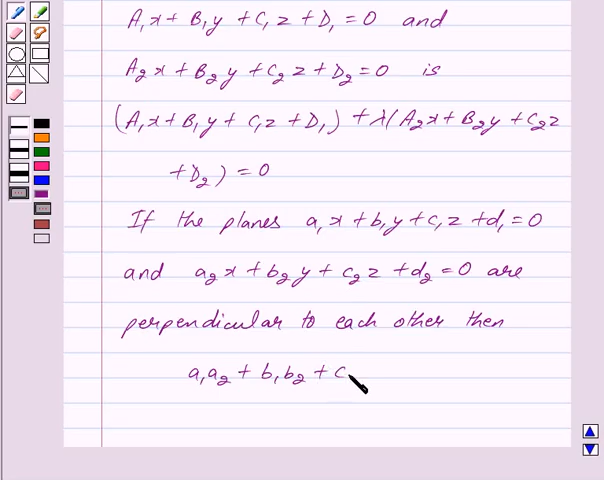 A₁x + B₁y + C₁z + D₁ = 0 and
A₂x + B₂y + C₂z + D₂ = 0 is
(A₁x + B₁y + C₁z + D₁) + λ(A₂x + B₂y + C₂z
+ D₂) = 0
If the planes a₁x + b₁y + c₁z + d₁ = 0
and a₂x + b₂y + c₂z + d₂ = 0 are
perpendicular to each other then
a₁a₂ + b₁b₂ + c